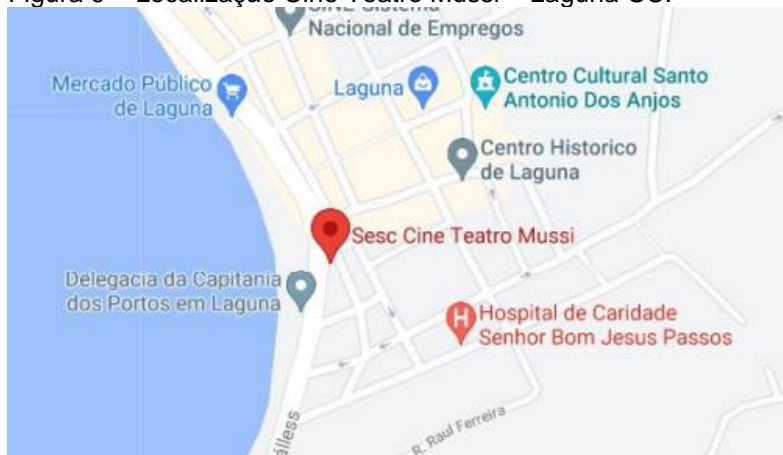 Nacional de Empregos
Mercado Público
de Laguna
Laguna
Centro Cultural Santo
Antonio Dos Anjos
Centro Historico
de Laguna
Sesc Cine Teatro Mussi
Delegacia da Capitania
dos Portos em Laguna
H
Hospital de Caridade
Senhor Bom Jesus Passos
R. Raul Ferreira